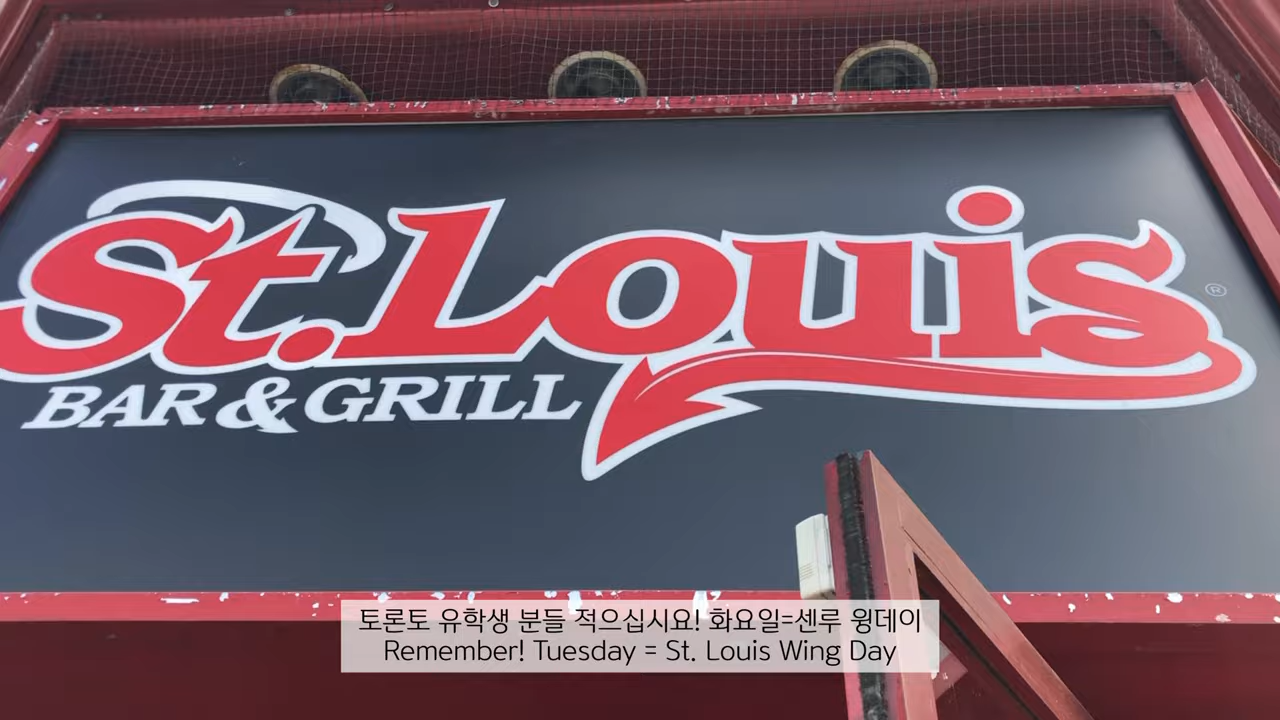 St. Louis
®
BAR & GRILL
토론토 유학생 분들 적으십시요! 화요일=센루 윙데이
Remember! Tuesday = St. Louis Wing Day